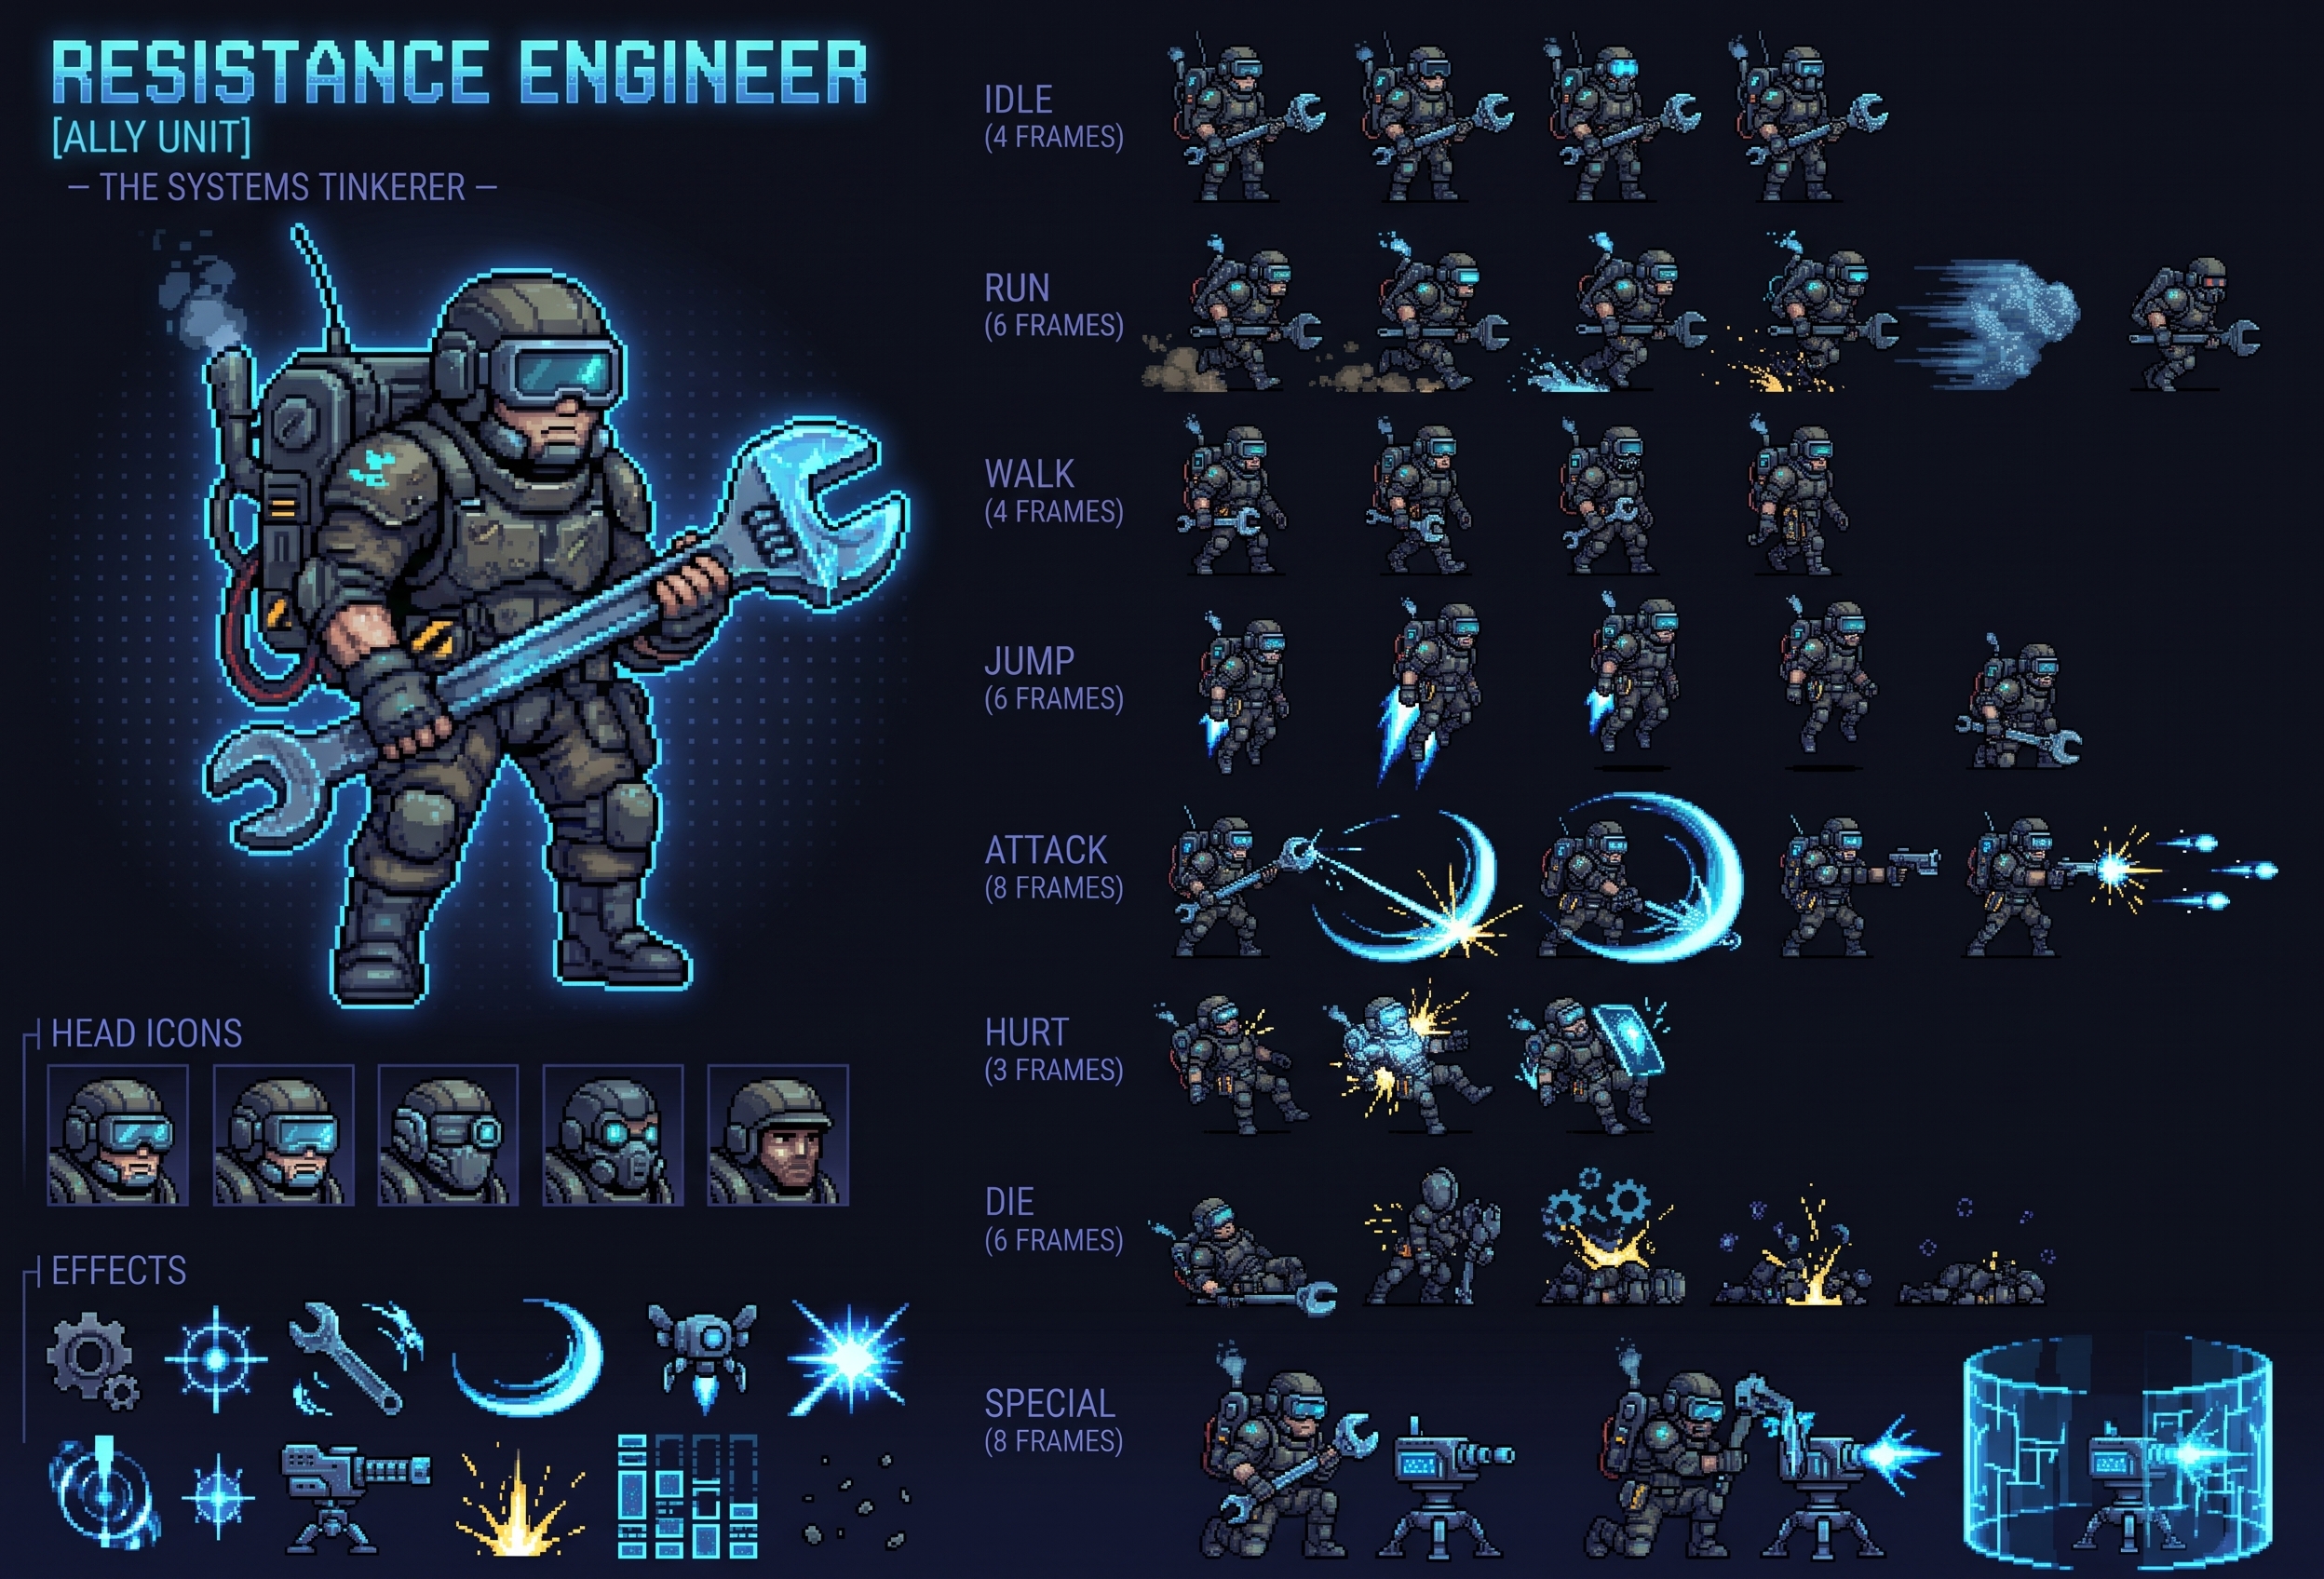 RESISTANCE ENGINEER
[ALLY UNIT]
— THE SYSTEMS TINKERER —
HEAD ICONS
EFFECTS
IDLE
(4 FRAMES)
RUN
(6 FRAMES)
WALK
(4 FRAMES)
JUMP
(6 FRAMES)
ATTACK
(8 FRAMES)
HURT
(3 FRAMES)
DIE
(6 FRAMES)
SPECIAL
(8 FRAMES)